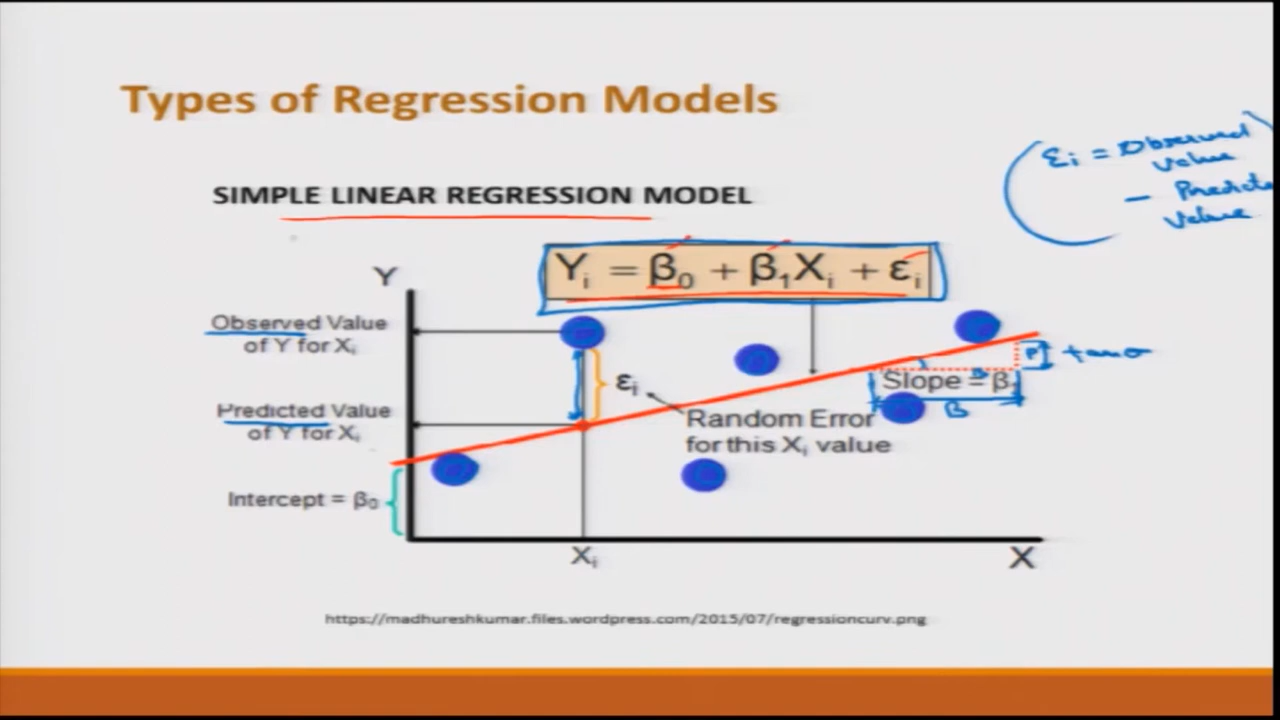 Types of Regression Models
εi = Observed
Value
– Predicte
Value
SIMPLE LINEAR REGRESSION MODEL
Yi = β0 + β1Xi + εi
Y
Observed Value
of Y for Xi
tanσ
P
εi
Slope = β1
B
Predicted Value
of Y for Xi
Random Error
for this Xi value
Intercept = β0
Xi
X
https://madhureshkumar.files.wordpress.com/2015/07/regressioncurv.png